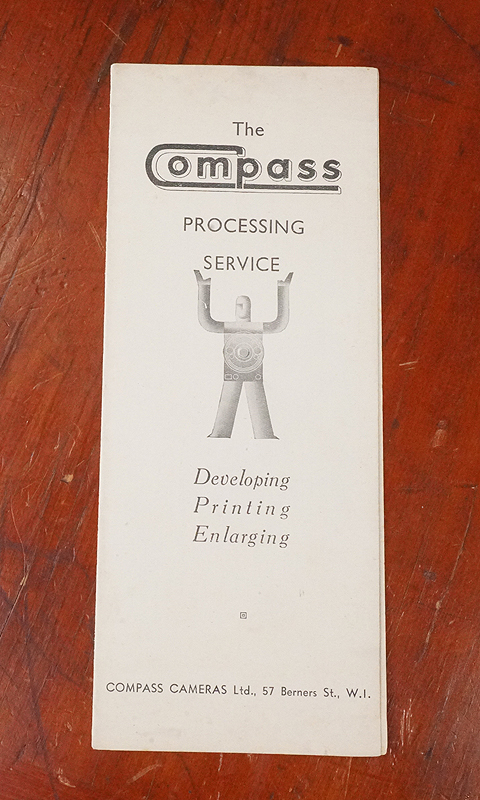 The
Compass
PROCESSING
SERVICE
Developing
Printing
Enlarging
COMPASS CAMERAS Ltd., 57 Berners St., W.I.